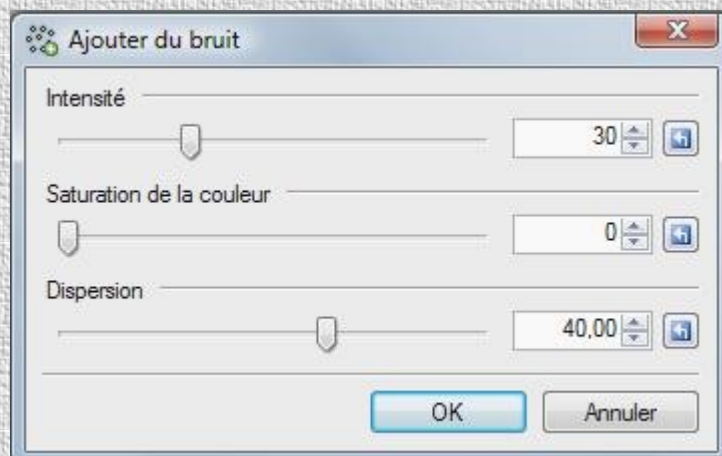 Ajouter du bruit
Intensité
30
Saturation de la couleur
0
Dispersion
40,00
OK Annuler